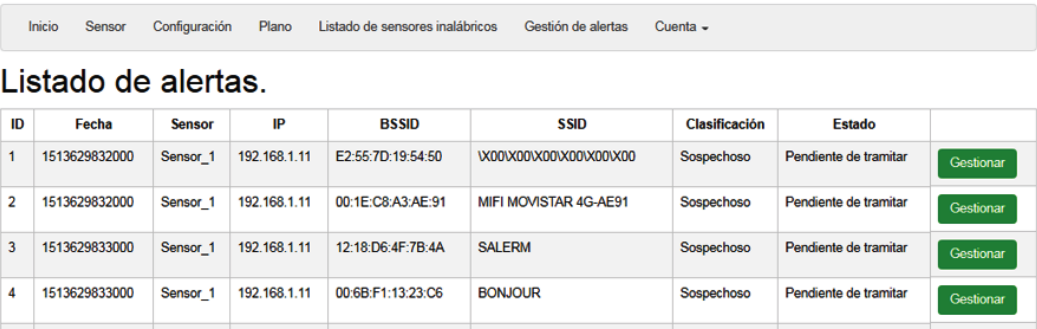 Inicio Sensor Configuración Plano Listado de sensores inalábricos Gestión de alertas Cuenta
Listado de alertas.
ID Fecha Sensor IP BSSID SSID Clasificación Estado
1 1513629832000 Sensor_1 192.168.1.11 E2:55:7D:19:54:50 \X00\X00\X00\X00\X00\X00 Sospechoso Pendiente de tramitar Gestionar
2 1513629832000 Sensor_1 192.168.1.11 00:1E:C8:A3:AE:91 MIFI MOVISTAR 4G-AE91 Sospechoso Pendiente de tramitar Gestionar
3 1513629833000 Sensor_1 192.168.1.11 12:18:D6:4F:7B:4A SALERM Sospechoso Pendiente de tramitar Gestionar
4 1513629833000 Sensor_1 192.168.1.11 00:6B:F1:13:23:C6 BONJOUR Sospechoso Pendiente de tramitar Gestionar